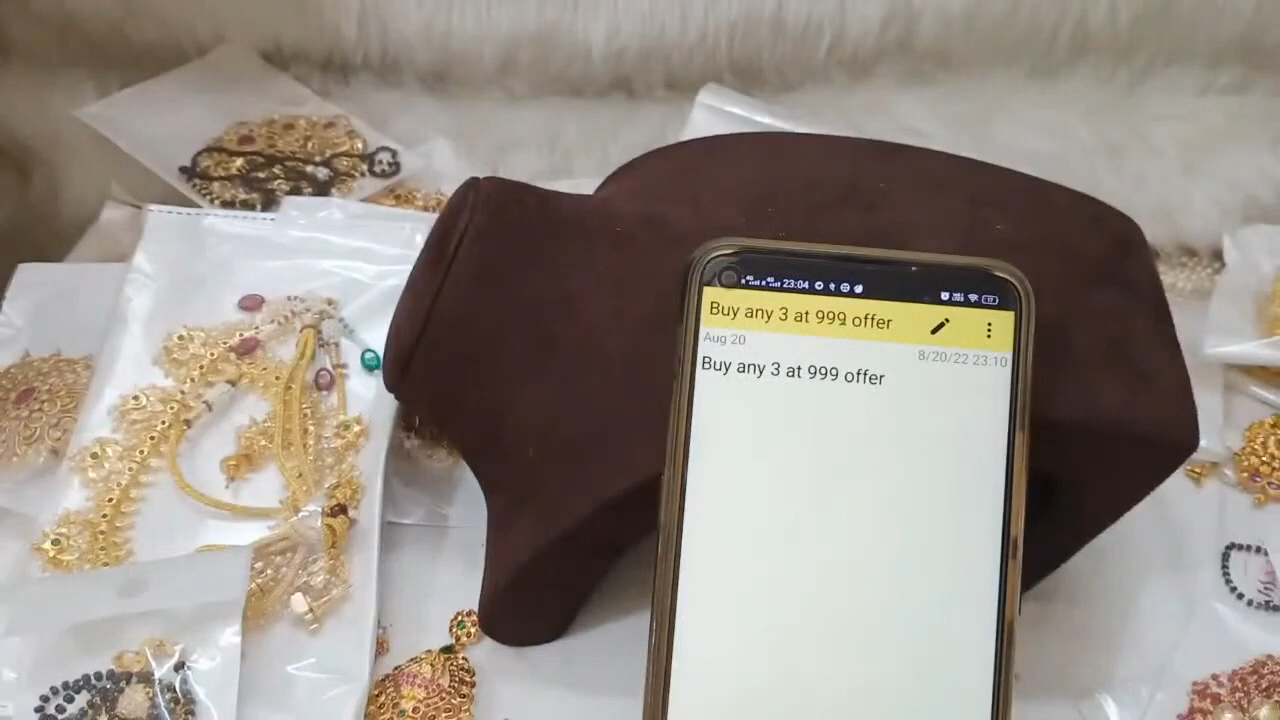 23:04
Buy any 3 at 999 offer
Aug 20
8/20/22 23:10
Buy any 3 at 999 offer